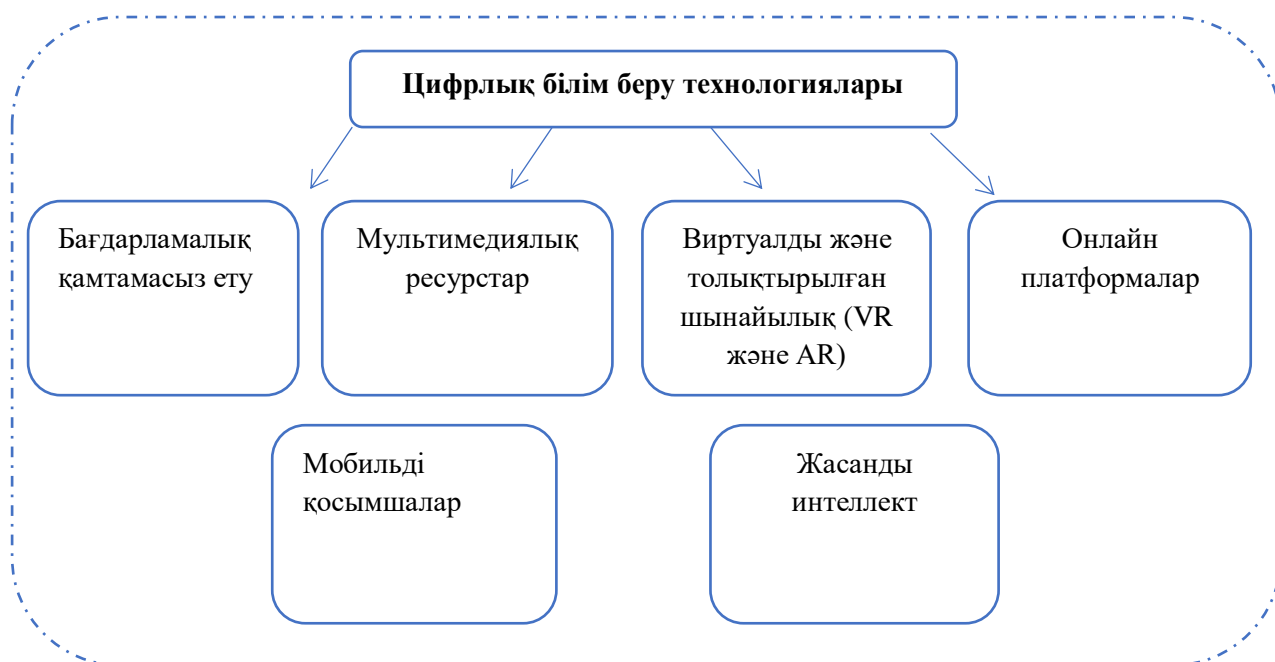 Цифрлық білім беру технологиялары
Бағдарламалық
қамтамасыз ету
Мультимедиялық
ресурстар
Виртуалды және
толықтырылған
шынайылық (VR
және AR)
Онлайн
платформалар
Мобильді
қосымшалар
Жасанды
интеллект